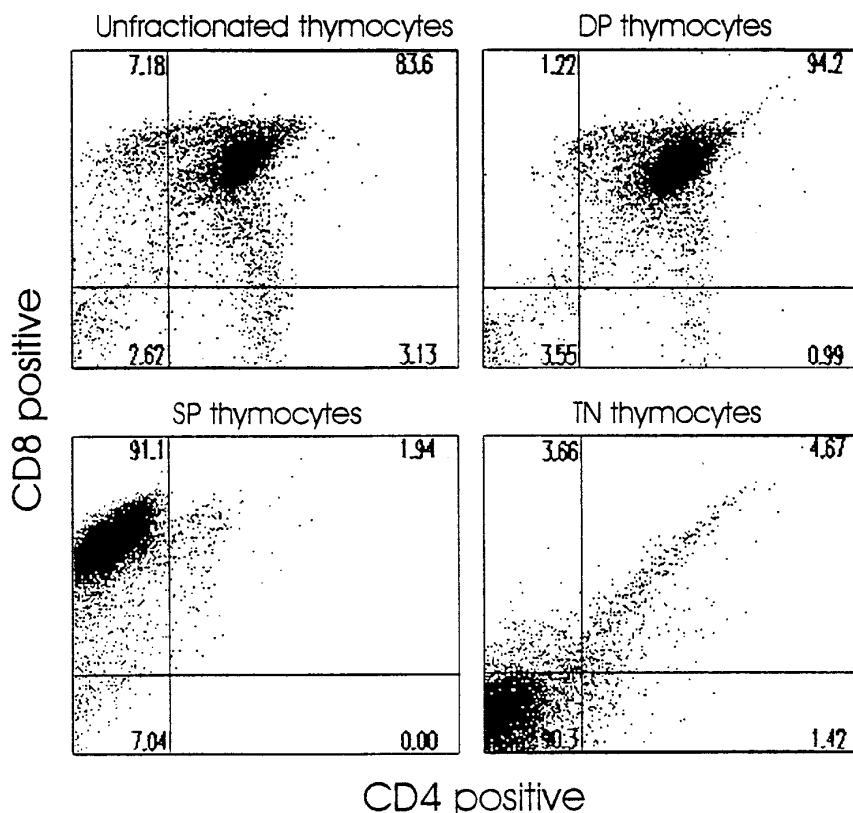 Unfractionated thymocytes
DP thymocytes
7.18
83.6
1.22
94.2
2.62
3.13
3.55
0.99
SP thymocytes
TN thymocytes
91.1
1.94
3.66
4.67
7.04
0.00
90.3
1.42
CD8 positive
CD4 positive